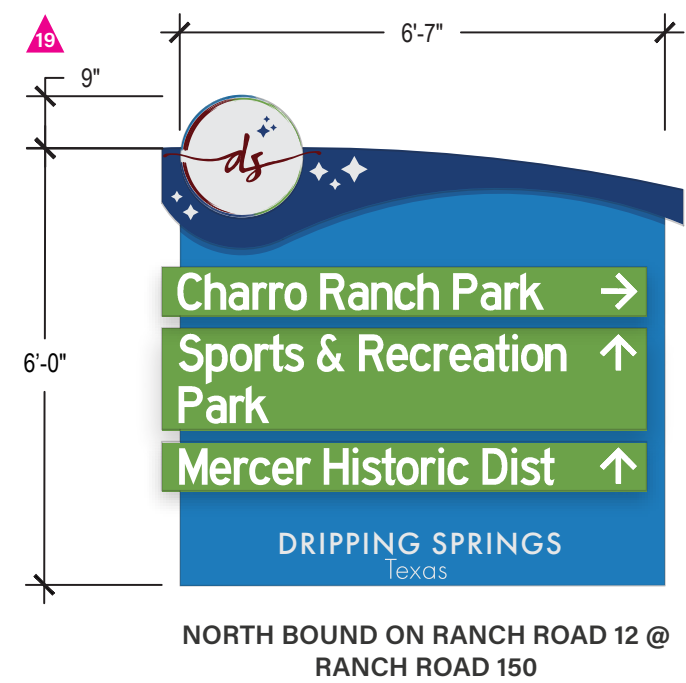 19
6'-7"
9"
ds
Charro Ranch Park
Sports & Recreation
Park
6'-0"
Mercer Historic Dist
DRIPPING SPRINGS
Texas
NORTH BOUND ON RANCH ROAD 12 @
RANCH ROAD 150